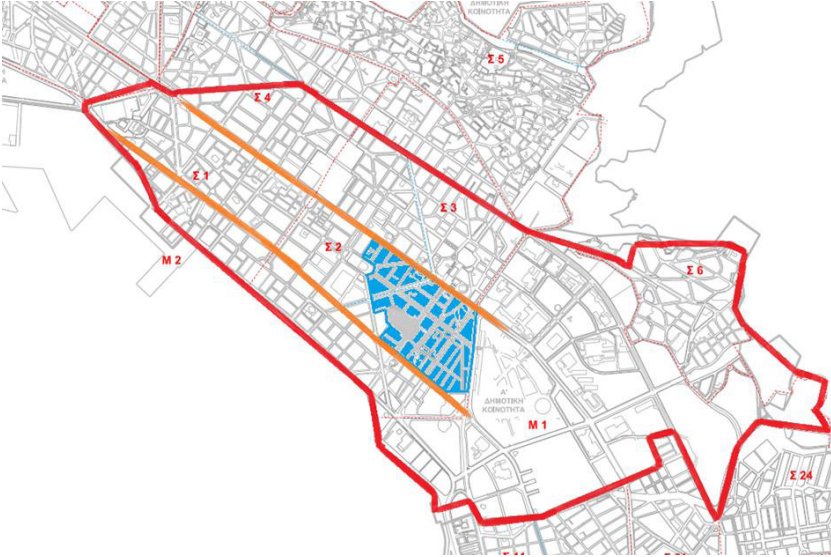 ΔΗΜΟΤΙΚΗ
ΚΟΙΝΟΤΗΤΑ
Σ 5
Σ 4
Σ 1
Σ 3
Σ 2
Μ 2
Σ 6
Α'
ΔΗΜΟΤΙΚΗ
ΚΟΙΝΟΤΗΤΑ
Μ 1
Σ 24